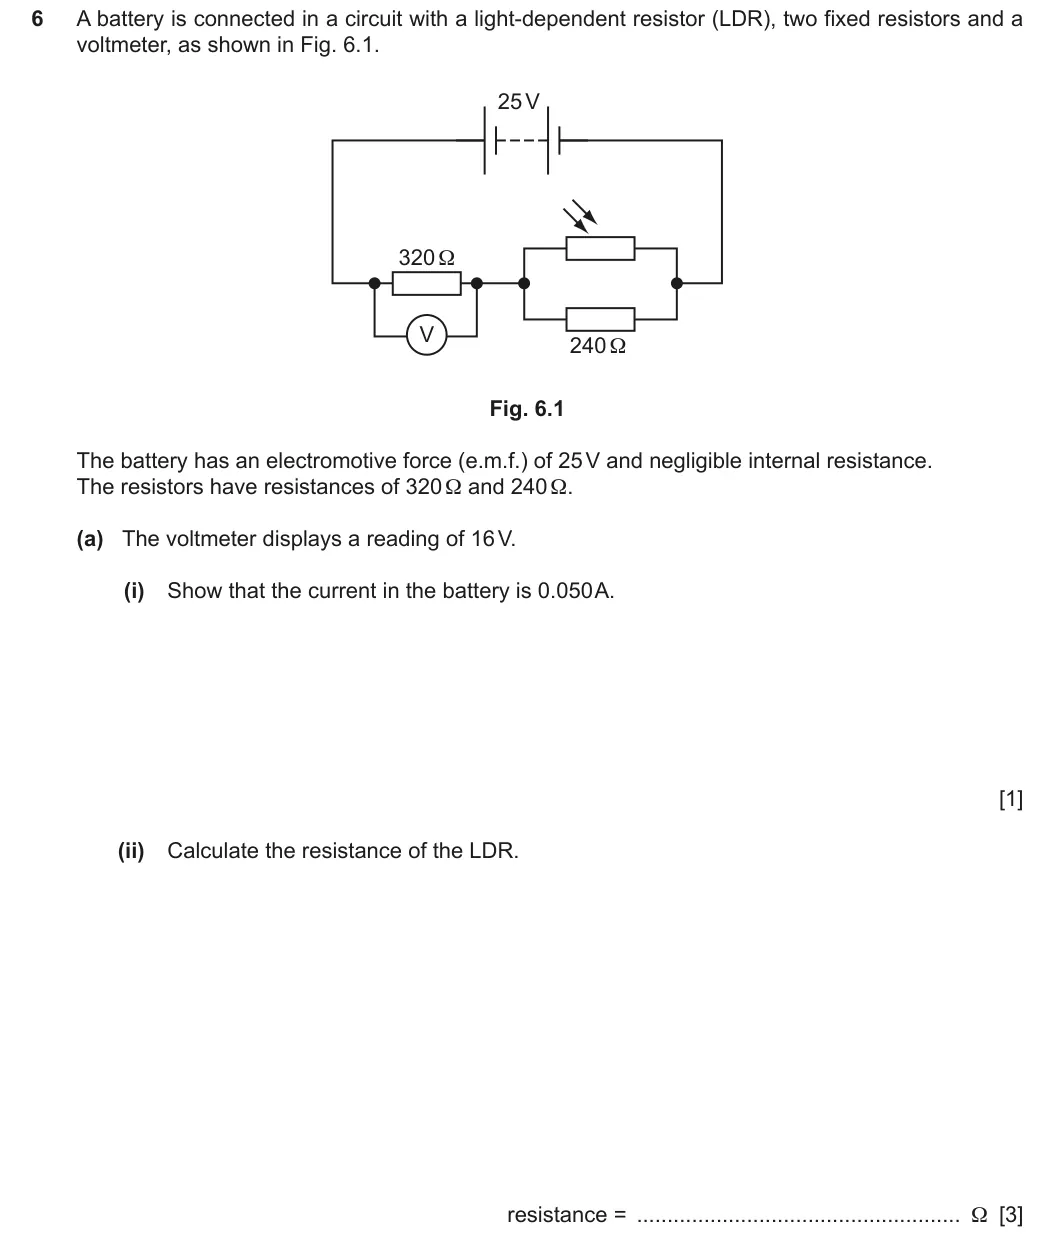 6 A battery is connected in a circuit with a light-dependent resistor (LDR), two fixed resistors and a
voltmeter, as shown in Fig. 6.1.
25 V
320 Ω
V
240 Ω
Fig. 6.1
The battery has an electromotive force (e.m.f.) of 25 V and negligible internal resistance.
The resistors have resistances of 320 Ω and 240 Ω.
(a) The voltmeter displays a reading of 16 V.
(i) Show that the current in the battery is 0.050 A.
[1]
(ii) Calculate the resistance of the LDR.
resistance = ..................................................... Ω [3]